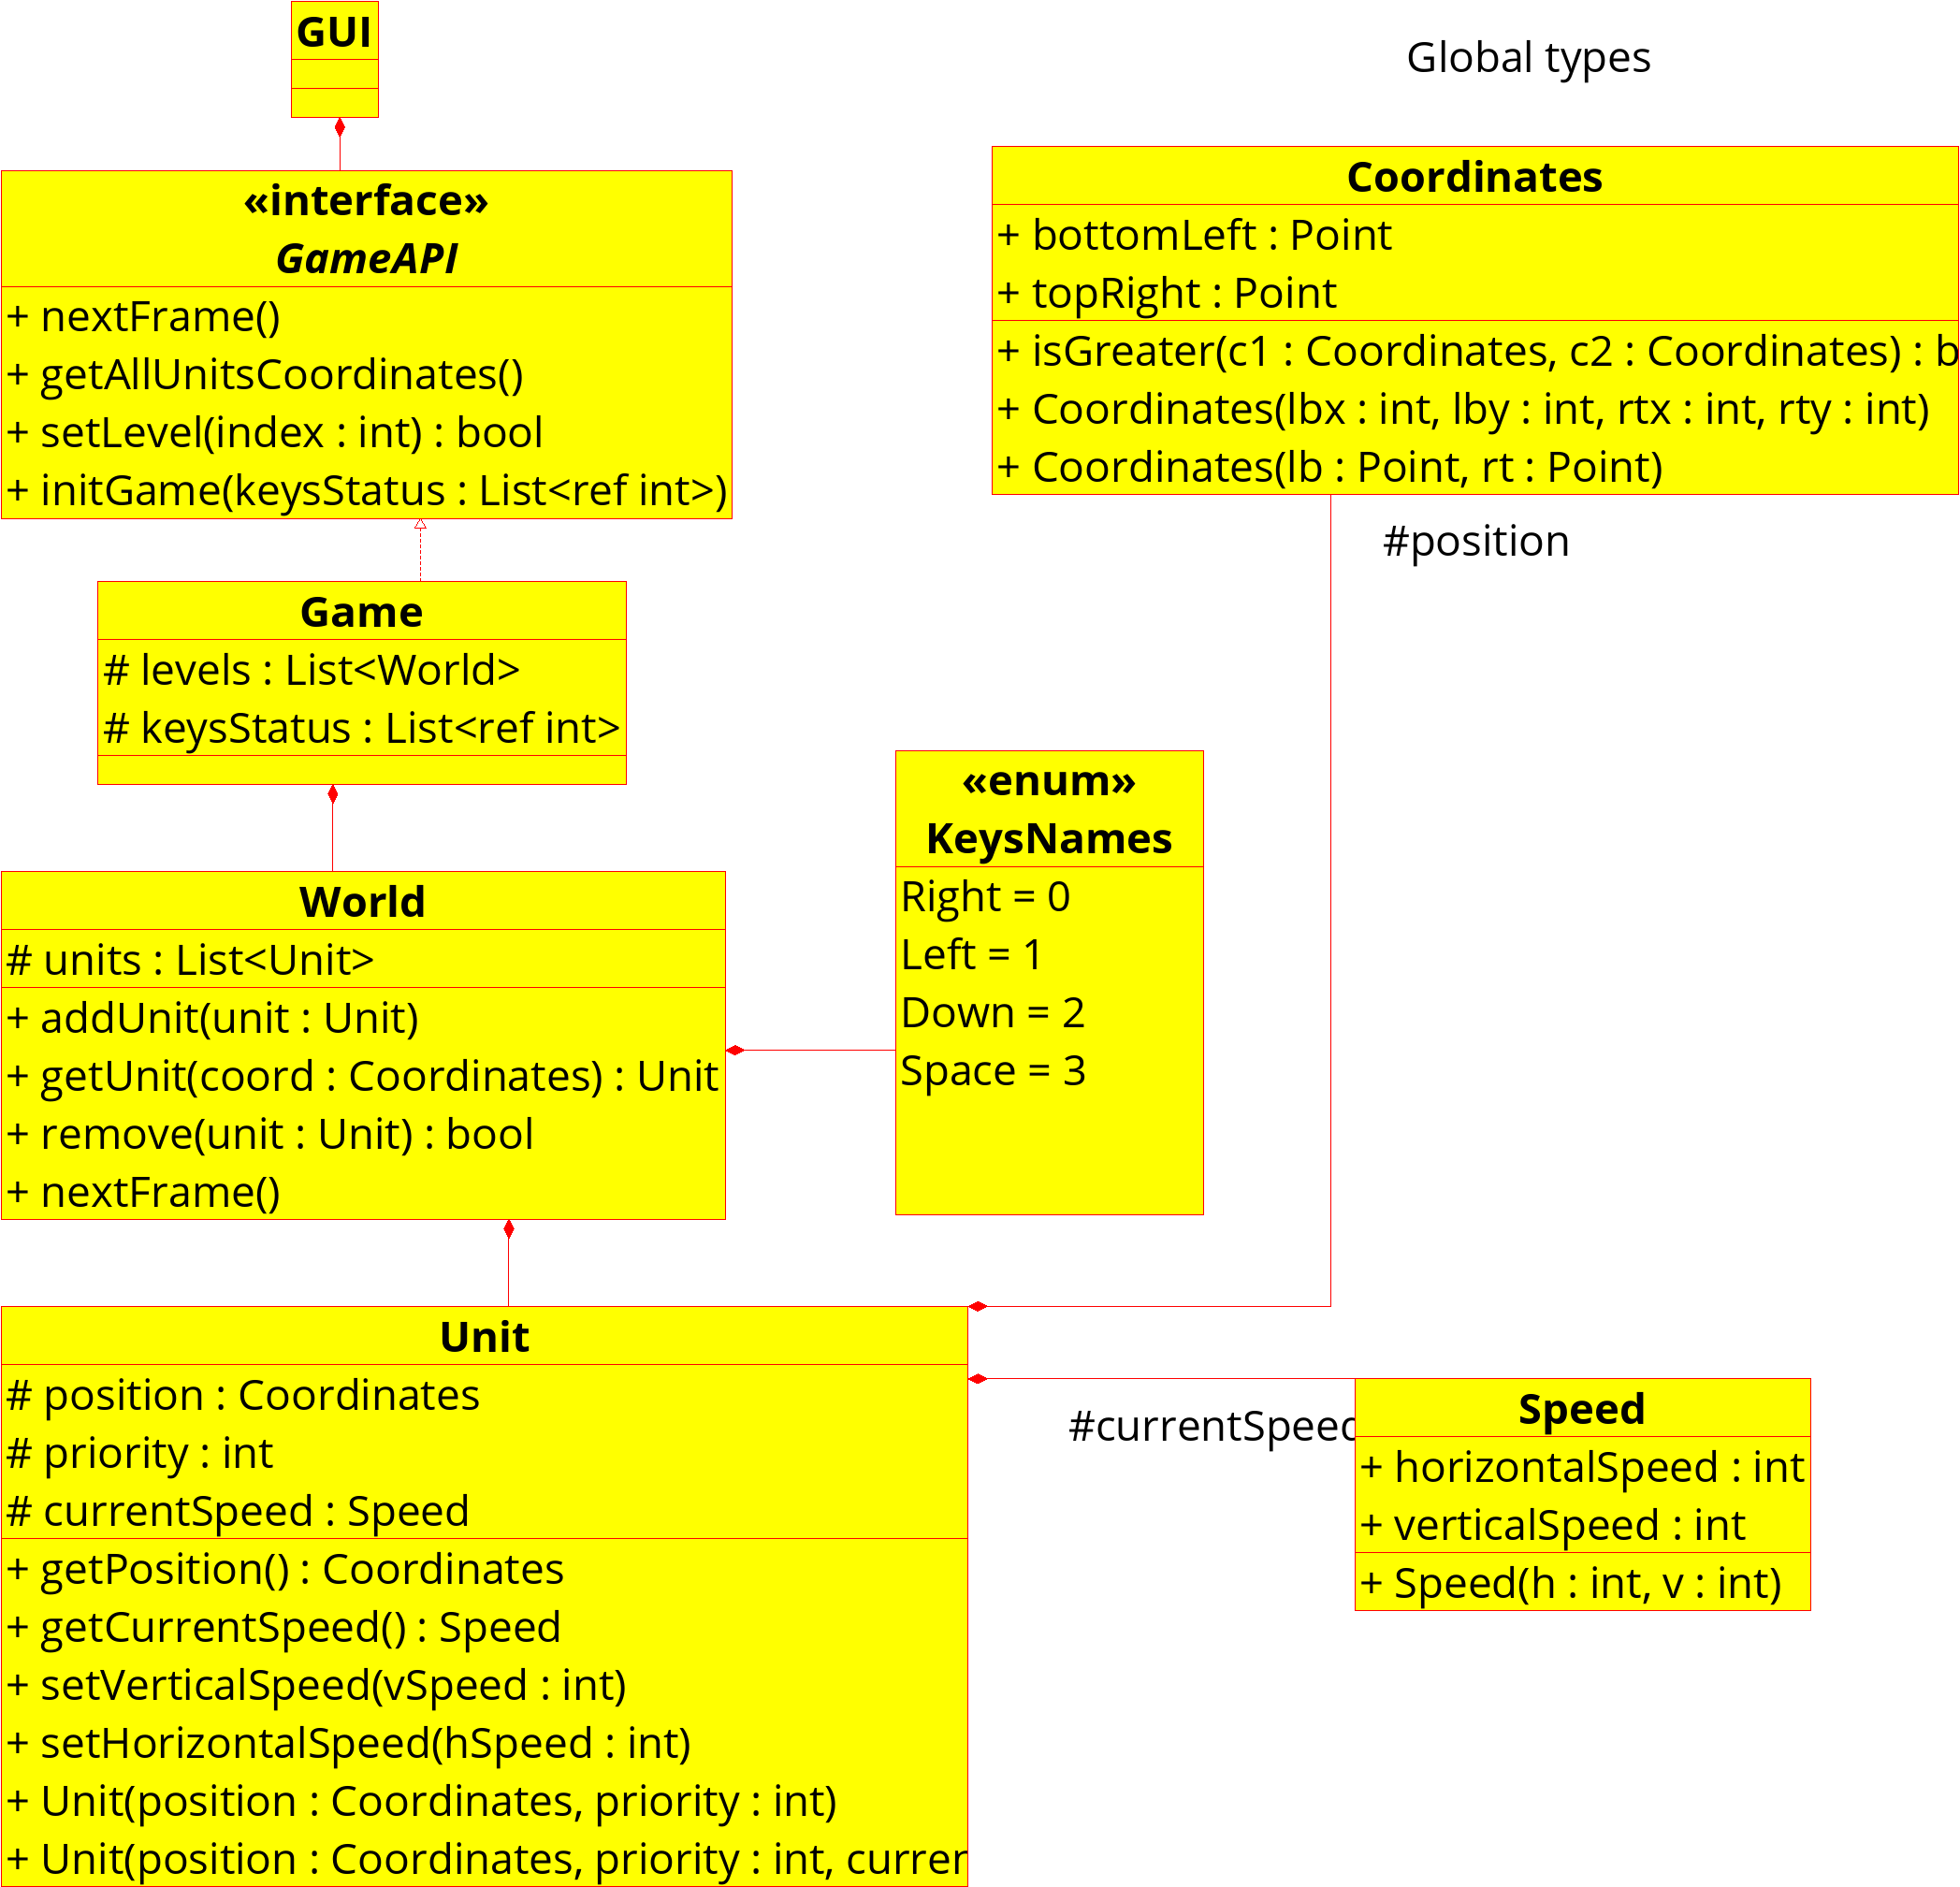 GUI
Global types
«interface»
GameAPI
+ nextFrame()
+ getAllUnitsCoordinates()
+ setLevel(index : int) : bool
+ initGame(keysStatus : List<ref int>)
Coordinates
+ bottomLeft : Point
+ topRight : Point
+ isGreater(c1 : Coordinates, c2 : Coordinates) : b
+ Coordinates(lbx : int, lby : int, rtx : int, rty : int)
+ Coordinates(lb : Point, rt : Point)
#position
Game
# levels : List<World>
# keysStatus : List<ref int>
«enum»
KeysNames
Right = 0
Left = 1
Down = 2
Space = 3
World
# units : List<Unit>
+ addUnit(unit : Unit)
+ getUnit(coord : Coordinates) : Unit
+ remove(unit : Unit) : bool
+ nextFrame()
Unit
# position : Coordinates
# priority : int
# currentSpeed : Speed
+ getPosition() : Coordinates
+ getCurrentSpeed() : Speed
+ setVerticalSpeed(vSpeed : int)
+ setHorizontalSpeed(hSpeed : int)
+ Unit(position : Coordinates, priority : int)
+ Unit(position : Coordinates, priority : int, currer
#currentSpeed
Speed
+ horizontalSpeed : int
+ verticalSpeed : int
+ Speed(h : int, v : int)